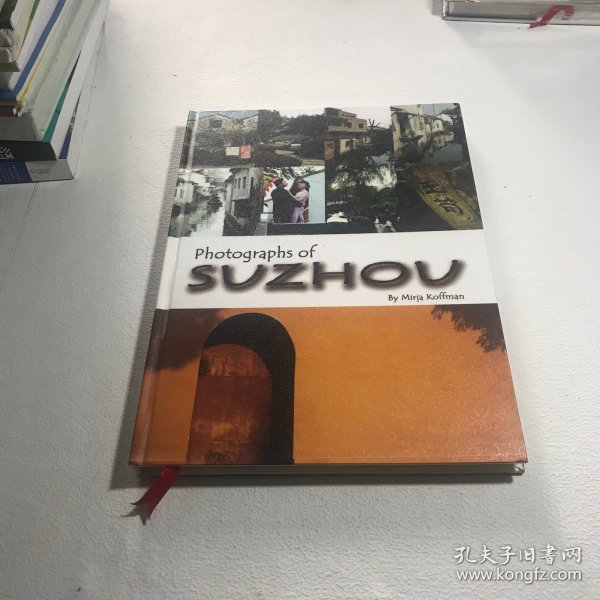 Photographs of
SUZHOU
By Mirja Koffman
孔夫子旧书网
www.kongfz.com